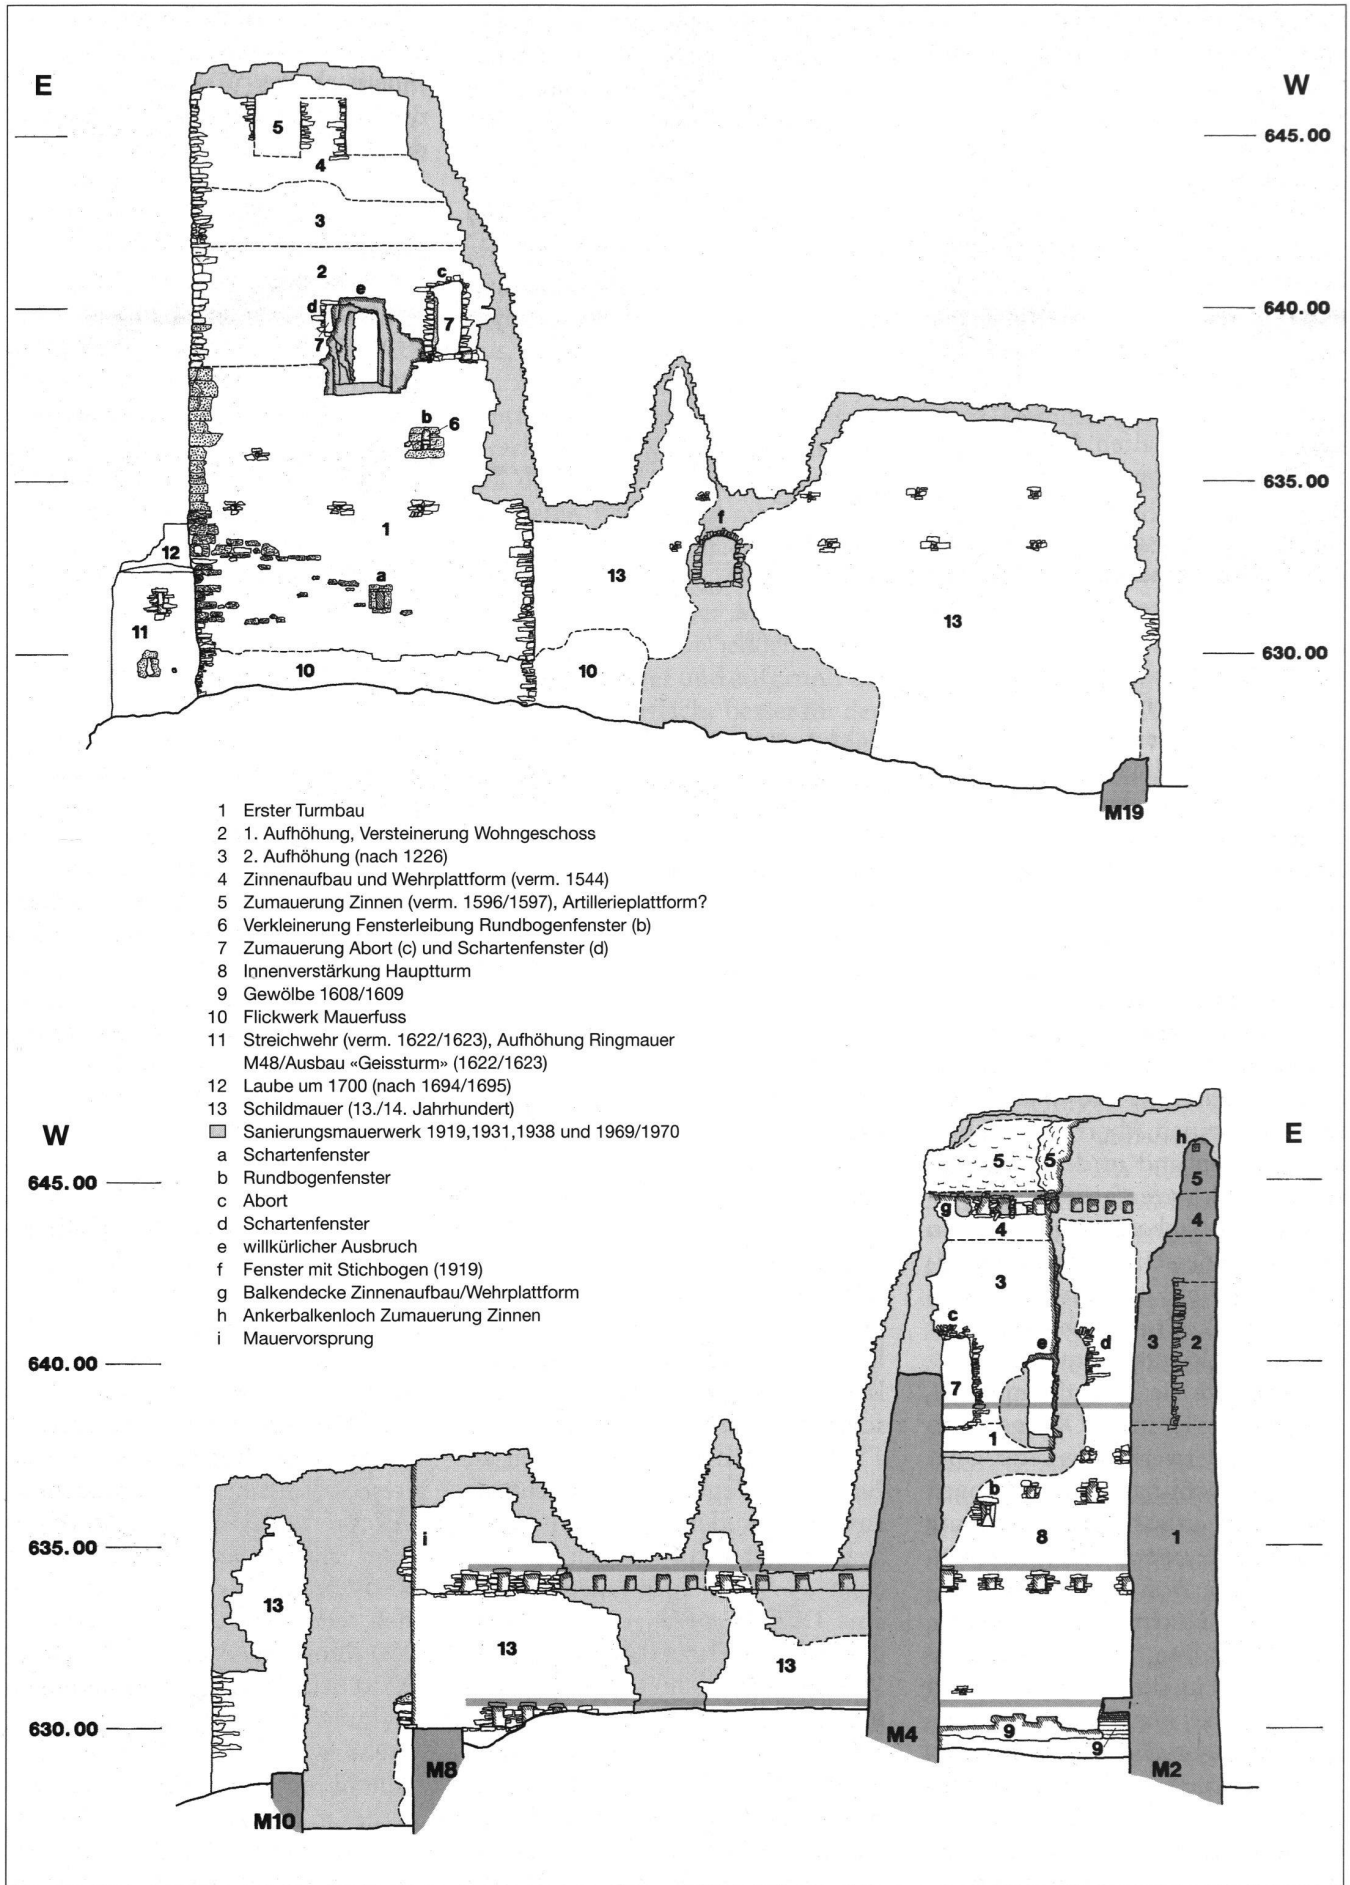 E
W
645.00
5
4
3
2
c
e
d
640.00
7
7
b
6
635.00
f
1
12
a
13
13
11
630.00
10
10
M19
1 Erster Turmbau
2 1. Aufhöhung, Versteinerung Wohngeschoss
3 2. Aufhöhung (nach 1226)
4 Zinnenaufbau und Wehrplattform (verm. 1544)
5 Zumauerung Zinnen (verm. 1596/1597), Artillerieplattform?
6 Verkleinerung Fensterleibung Rundbogenfenster (b)
7 Zumauerung Abort (c) und Schartenfenster (d)
8 Innenverstärkung Hauptturm
9 Gewölbe 1608/1609
10 Flickwerk Mauerfuss
11 Streichwehr (verm. 1622/1623), Aufhöhung Ringmauer
M48/Ausbau «Geissturm» (1622/1623)
12 Laube um 1700 (nach 1694/1695)
13 Schildmauer (13./14. Jahrhundert)
Sanierungsmauerwerk 1919,1931,1938 und 1969/1970
a Schartenfenster
b Rundbogenfenster
c Abort
d Schartenfenster
e willkürlicher Ausbruch
f Fenster mit Stichbogen (1919)
g Balkendecke Zinnenaufbau/Wehrplattform
h Ankerbalkenloch Zumauerung Zinnen
i Mauervorsprung
W
E
h
5
5
5
645.00
g
4
4
3
c
e
d
3
2
640.00
7
1
b
i
8
1
635.00
13
13
13
630.00
9
9
M4
M2
M8
M10